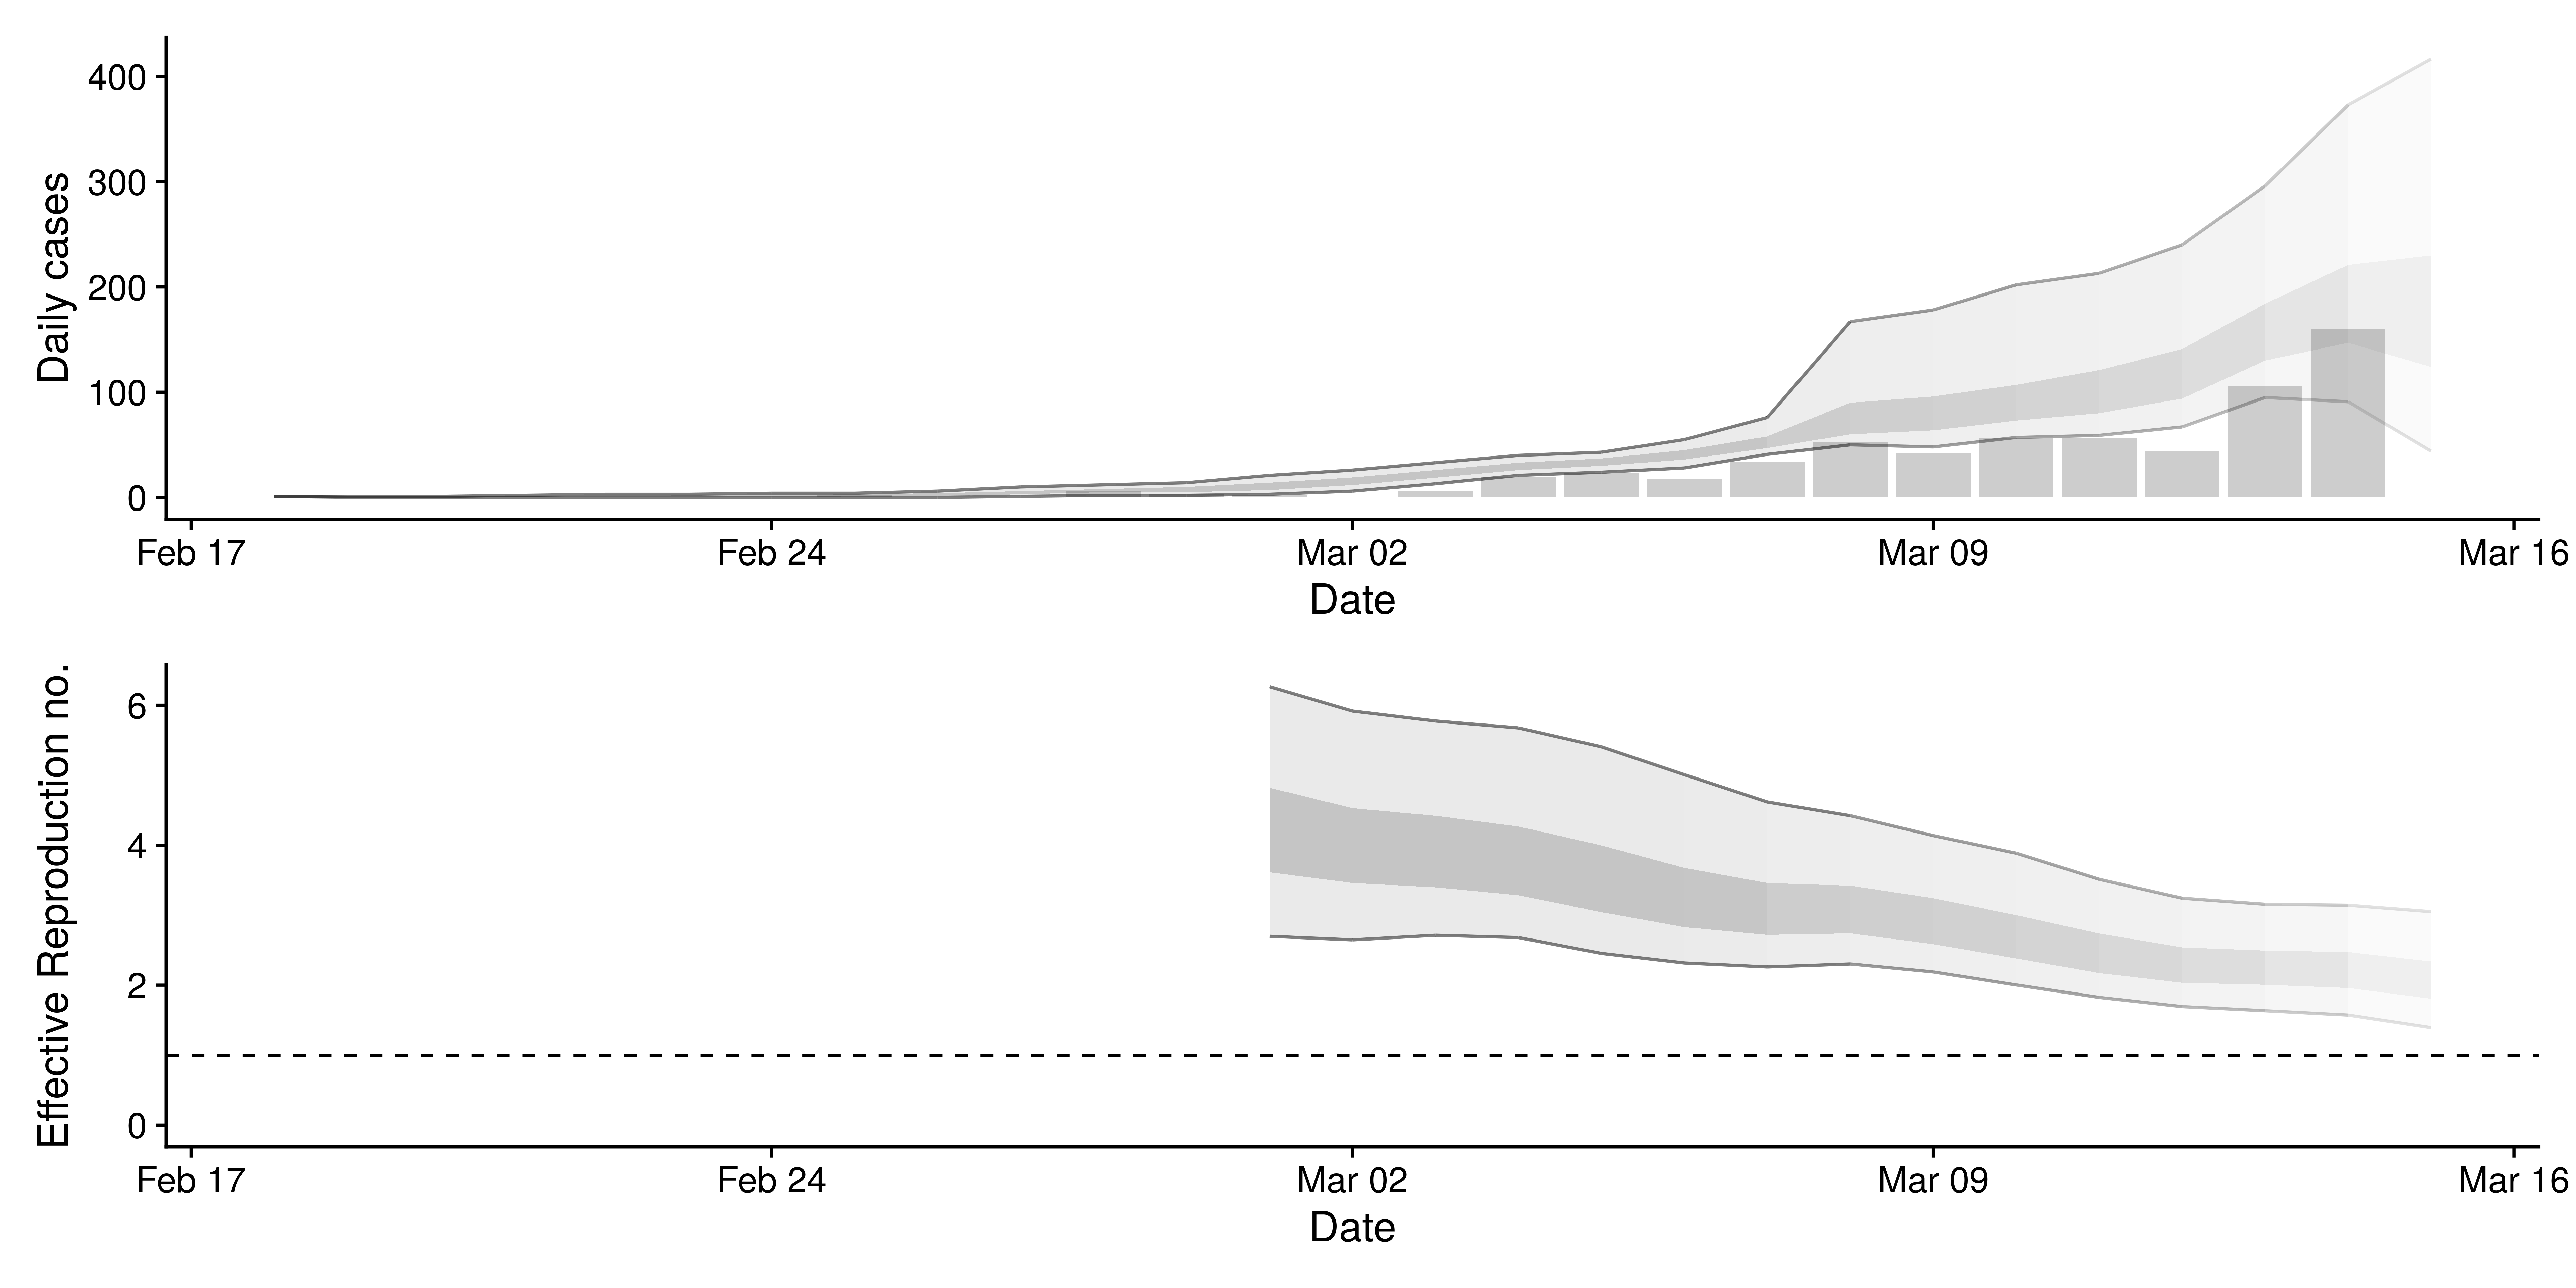 400
300
200
100
0
Daily cases
Feb 17 Feb 24 Mar 02 Mar 09 Mar 16
Date
6
4
2
0
Effective Reproduction no.
Feb 17 Feb 24 Mar 02 Mar 09 Mar 16
Date